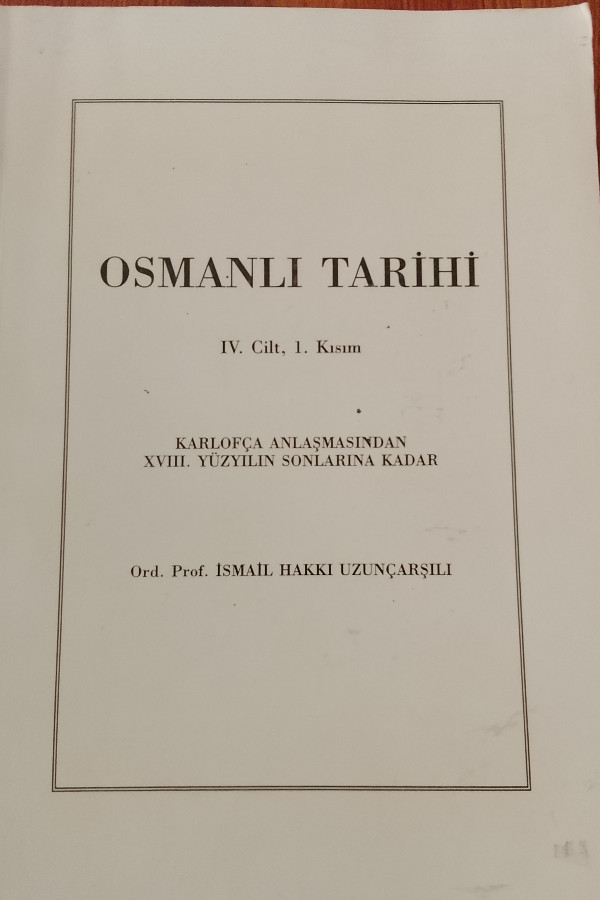 OSMANLI TARİHİ
IV. Cilt, 1. Kısım
KARLOFÇA ANLAŞMASINDAN
XVIII. YÜZYILIN SONLARINA KADAR
Ord. Prof. İSMAİL HAKKI UZUNÇARŞILI